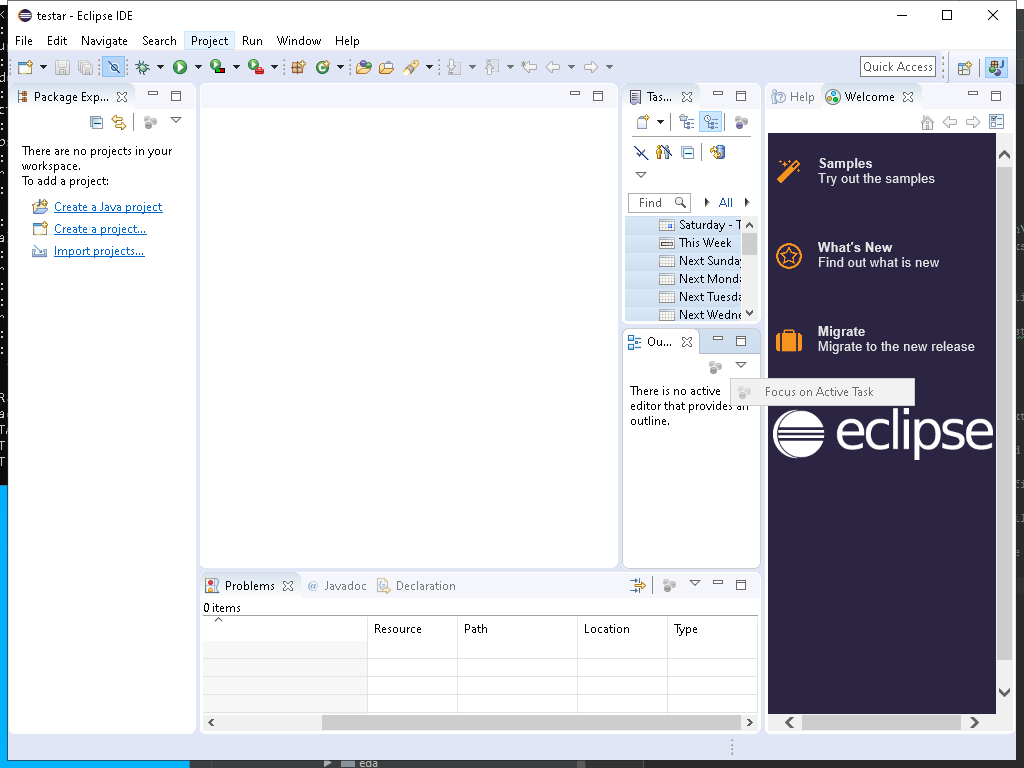 testar - Eclipse IDE
File Edit Navigate Search Project Run Window Help
Quick Access
Package Exp...
There are no projects in your
workspace.
To add a project:
Create a Java project
Create a project...
Import projects...
Tas...
Find
All
Saturday - T
This Week
Next Sunday
Next Monda
Next Tuesda
Next Wedne
Ou...
There is no active
editor that provides an
outline.
Focus on Active Task
Help Welcome
Samples
Try out the samples
What's New
Find out what is new
Migrate
Migrate to the new release
eclipse
Problems @ Javadoc Declaration
0 items
Resource Path Location Type
eda